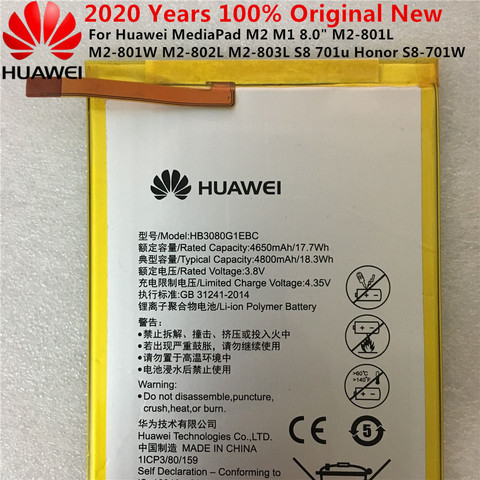 2020 Years 100% Original New
For Huawei MediaPad M2 M1 8.0" M2-801L
M2-801W M2-802L M2-803L S8 701u Honor S8-701W
HUAWEI
HUAWEI
型号/Model:HB3080G1EBC
额定容量/Rated Capacity:4650mAh/17.7Wh
典型容量/Typical Capacity:4800mAh/18.3Wh
额定电压/Rated Voltage:3.8V
充电限制电压/Limited Charge Voltage:4.35V
执行标准:GB 31241-2014
锂离子聚合物电池/Li-ion Polymer Battery
警告:
•禁止拆解、撞击、挤压或投入火中
•若出现严重鼓胀,请勿继续使用
•请勿置于高温环境中
•电池浸水后禁止使用
>60℃
>140℉
Warning:
•Do not disassemble,puncture,
crush,heat,or burn.
华为技术有限公司
Huawei Technologies Co.,Ltd.
中国制造 MADE IN CHINA
1ICP3/80/159
5
Self Declaration – Conforming to